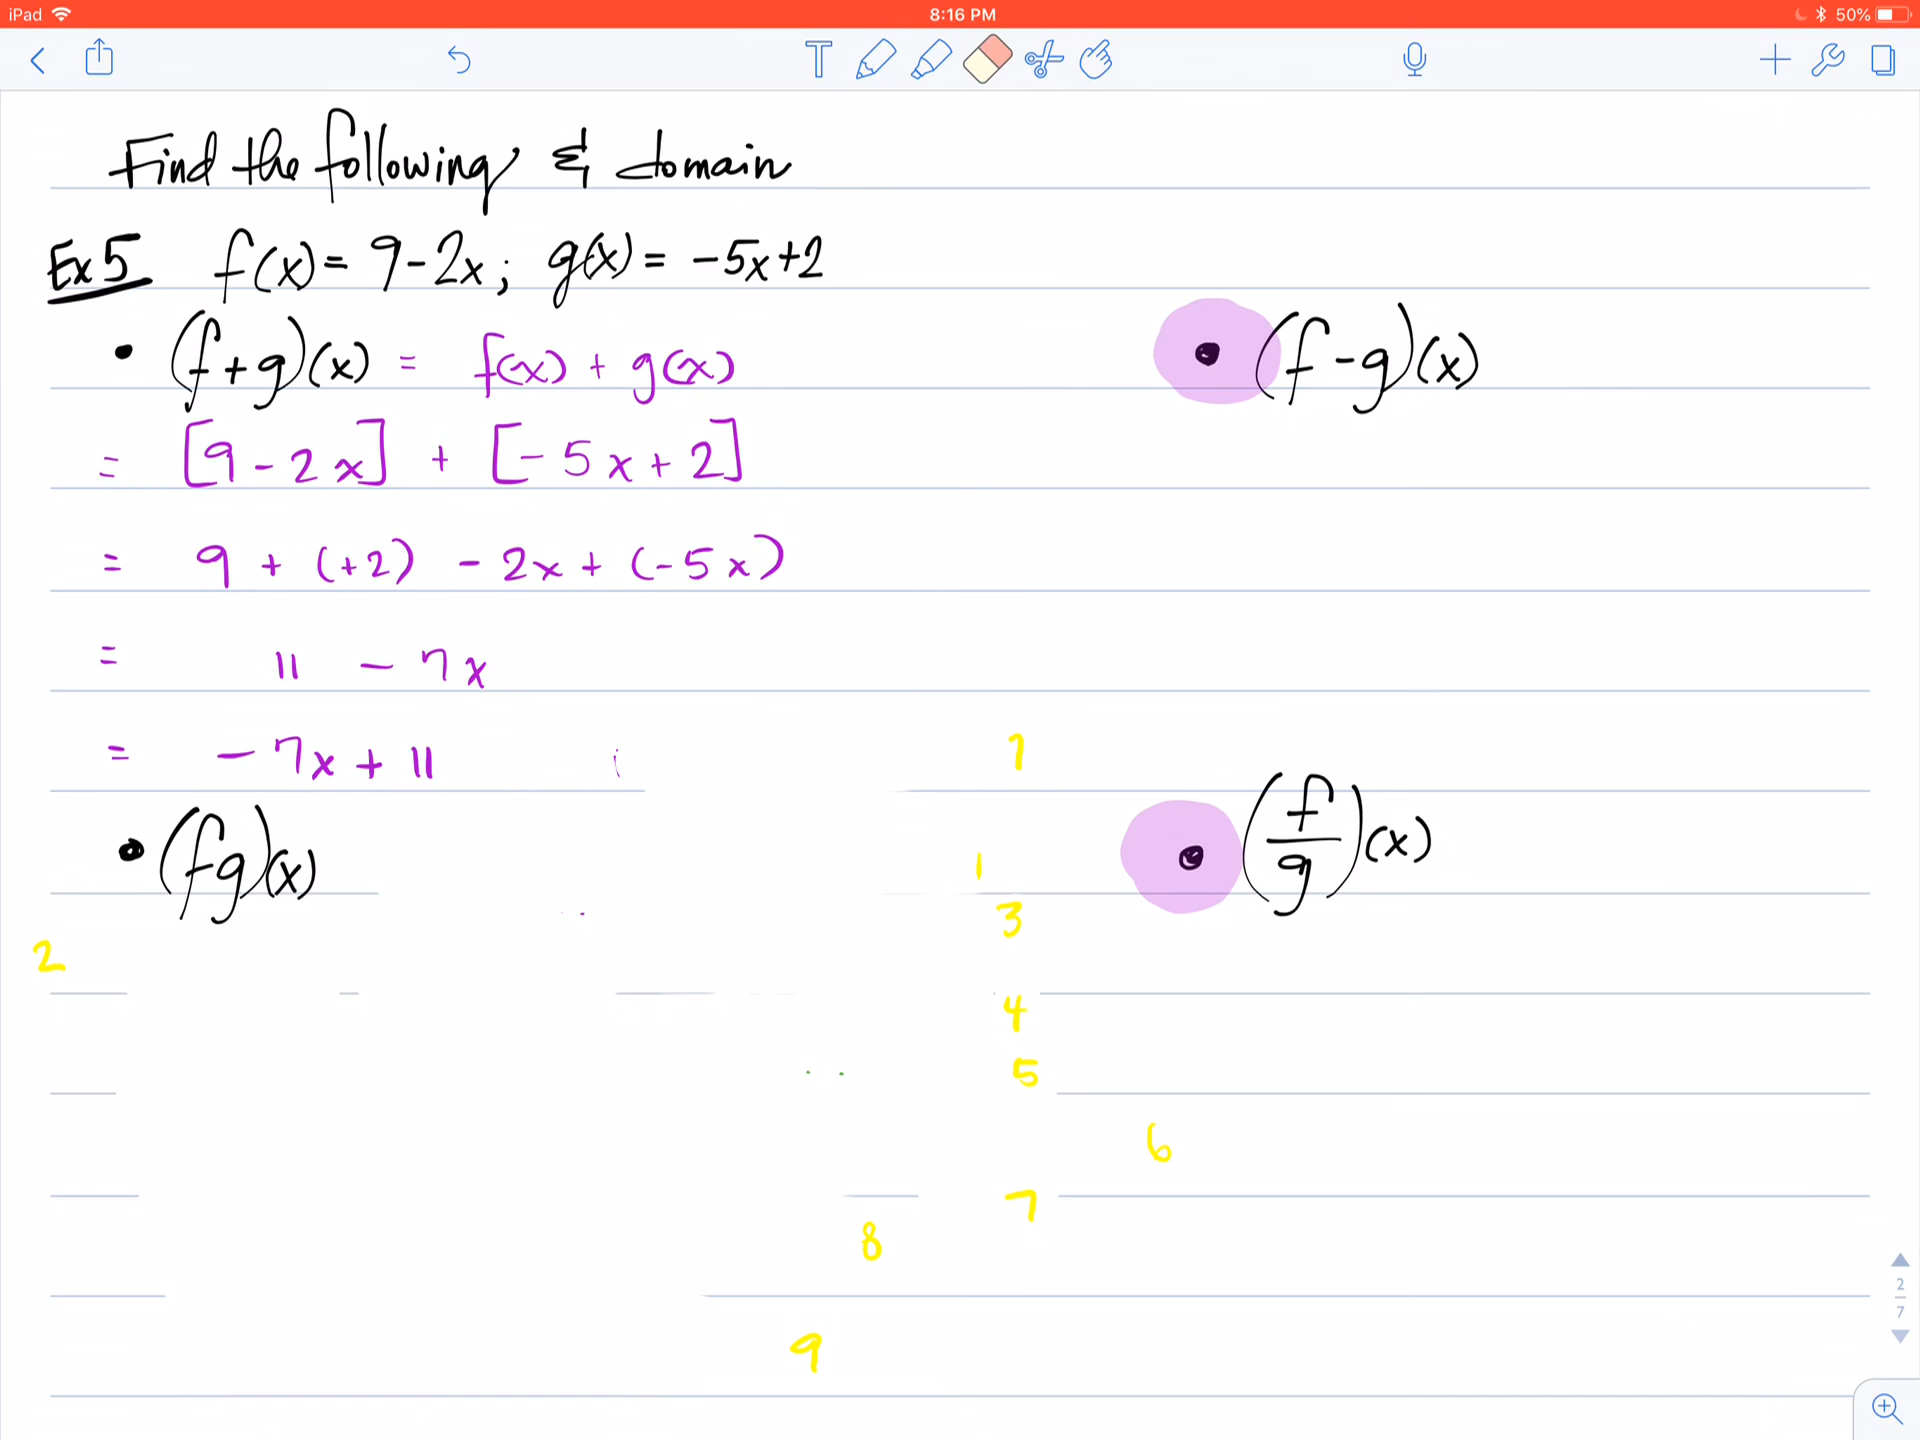 iPad 8:16 PM 50%
Find the following & domain
Ex 5 f(x) = 9-2x; g(x) = -5x+2
• (f+g)(x) = f(x) + g(x)
= [9-2x] + [-5x+2]
= 9 + (+2) - 2x + (-5x)
= 11 - 7x
= -7x + 11
• (f-g)(x)
• (fg)(x)
• (f/g)(x)
1
1
2
3
4
5
6
7
8
9
2
7